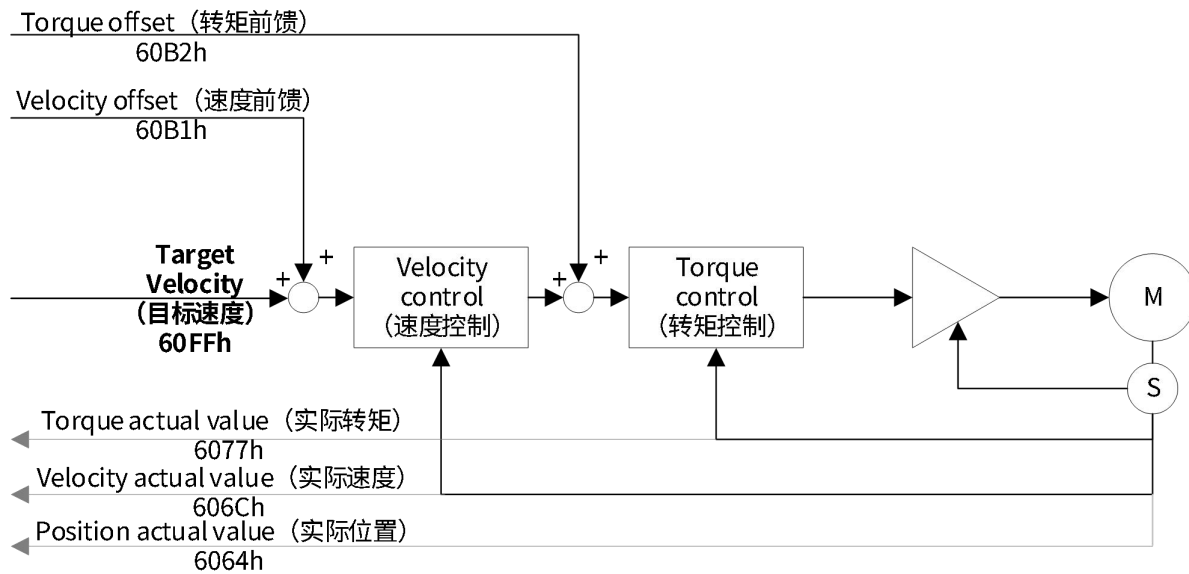 Torque offset（转矩前馈）
60B2h
Velocity offset（速度前馈）
60B1h
Target
Velocity
（目标速度）
60FFh
+
+
Velocity
control
（速度控制）
+
+
Torque
control
（转矩控制）
M
S
Torque actual value（实际转矩）
6077h
Velocity actual value（实际速度）
606Ch
Position actual value（实际位置）
6064h